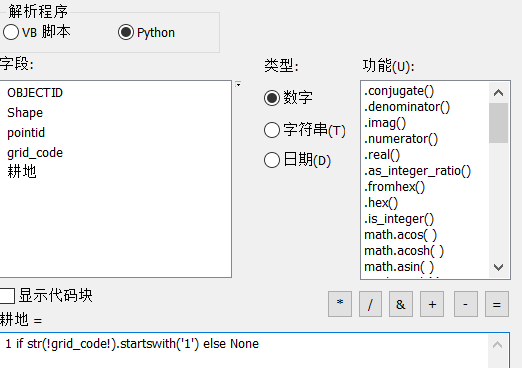 解析程序
VB 脚本
Python
字段:
类型:
功能(U):
OBJECTID
Shape
pointid
grid_code
耕地
数字
字符串(T)
日期(D)
.conjugate()
.denominator()
.imag()
.numerator()
.real()
.as_integer_ratio()
.fromhex()
.hex()
.is_integer()
math.acos( )
math.acosh( )
math.asin( )
显示代码块
* / & + - =
耕地 =
1 if str(!grid_code!).startswith('1') else None